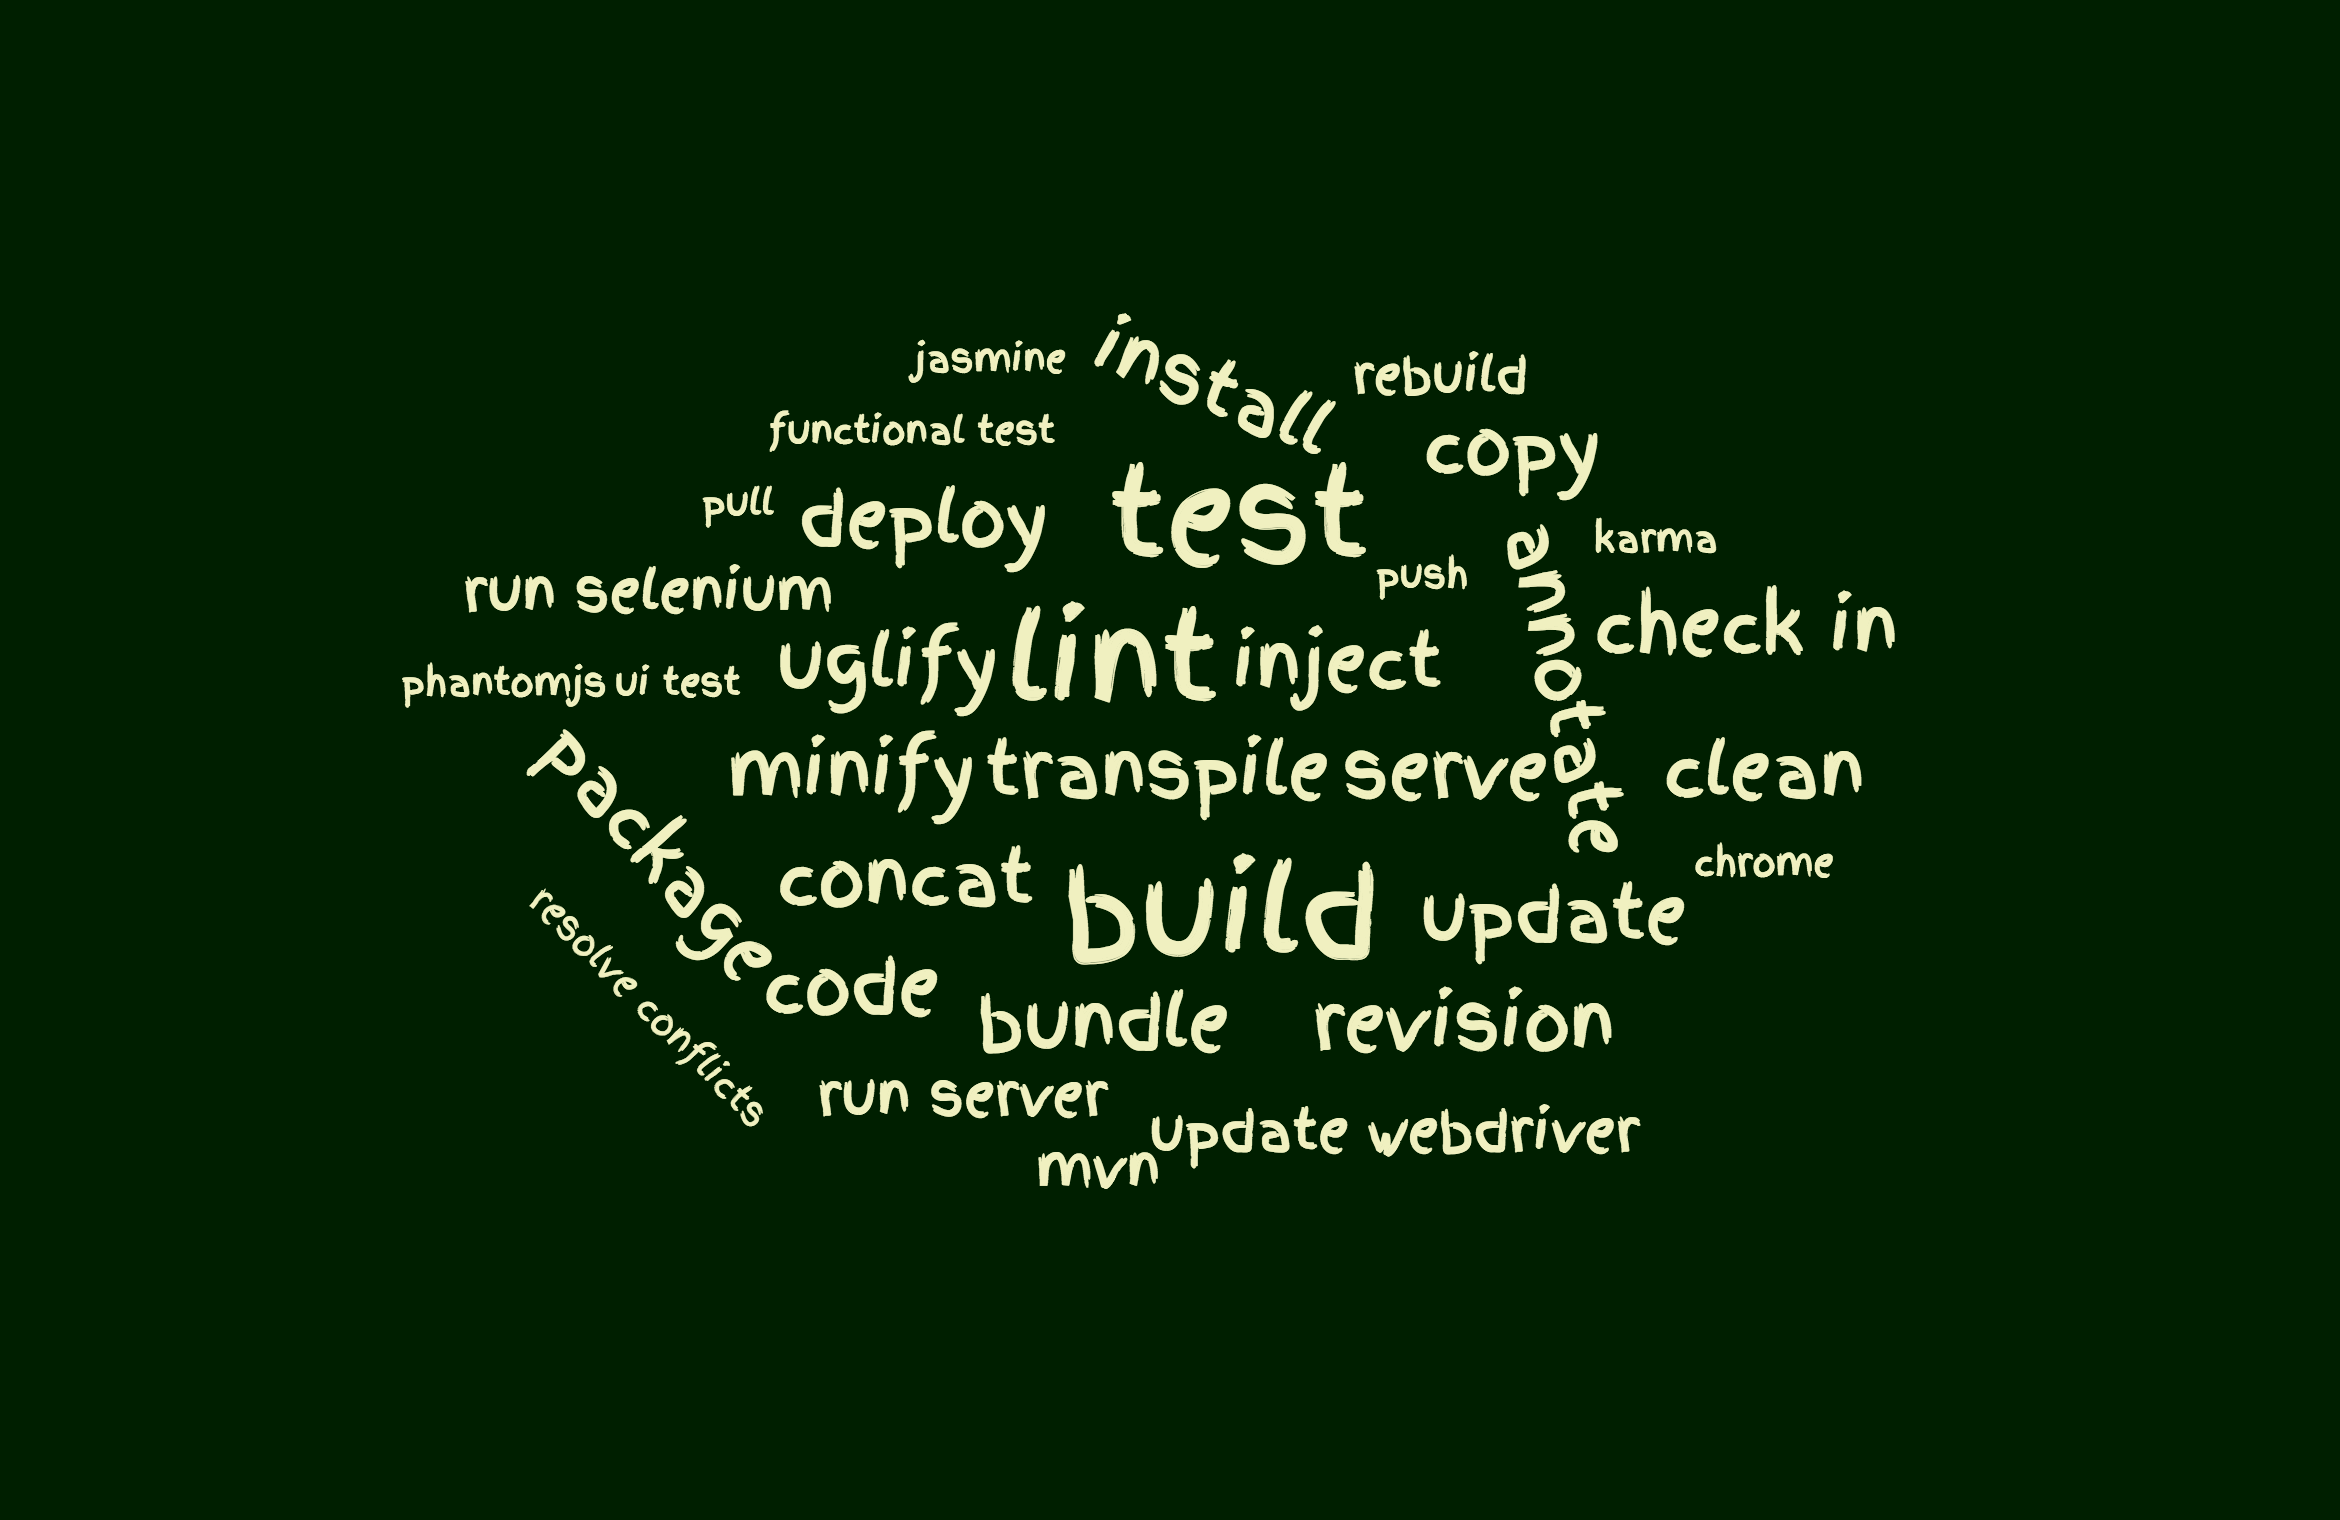 install
jasmine
rebuild
functional test
copy
pull
deploy
test
karma
push
run selenium
annotate
check in
uglify
lint
inject
phantomjs ui test
minify
transpile
serve
clean
package
concat
build
chrome
update
resolve conflicts
code
bundle
revision
run server
update webdriver
mvn